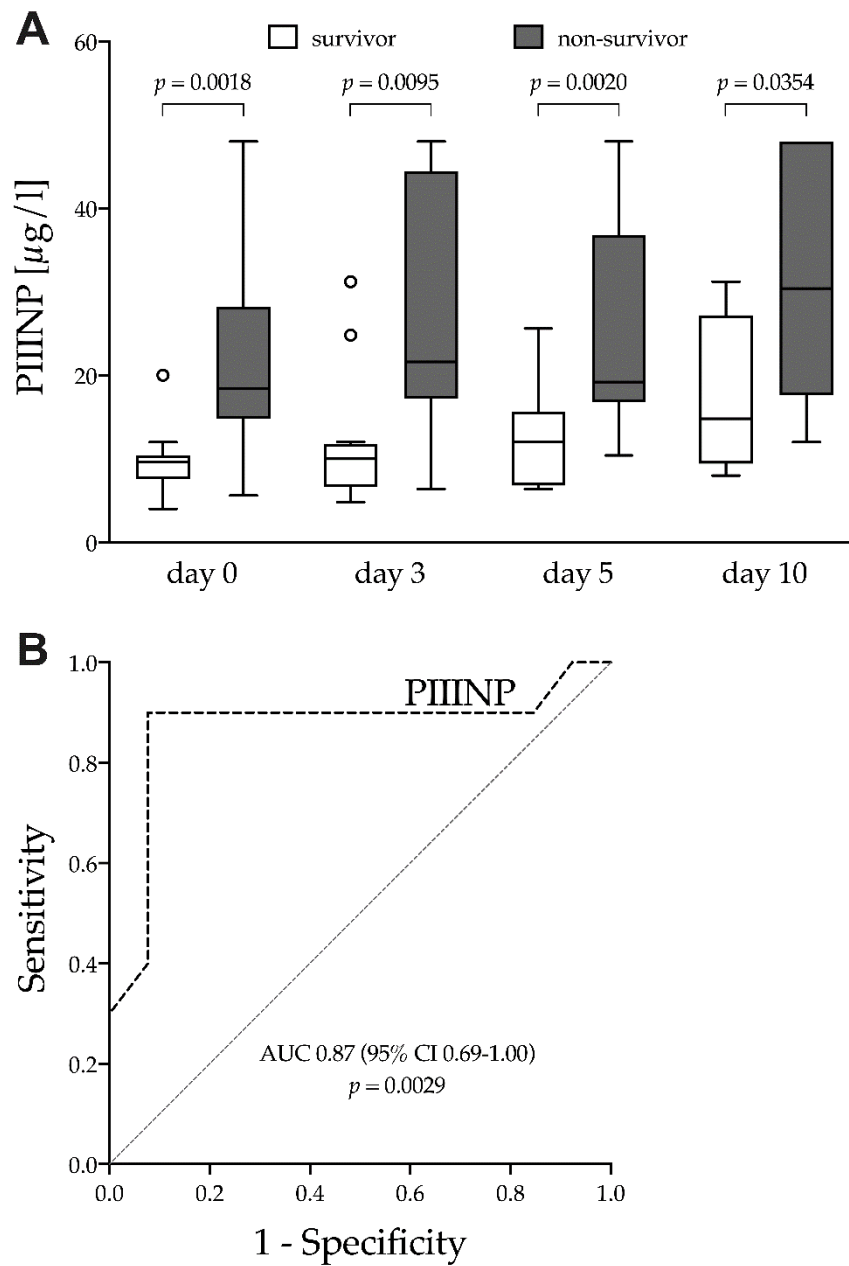 A
60
survivor
non-survivor
p = 0.0018
p = 0.0095
p = 0.0020
p = 0.0354
PIIINP [µg/l]
40
20
0
day 0
day 3
day 5
day 10
B
1.0
PIIINP
0.8
0.6
Sensitivity
0.4
AUC 0.87 (95% CI 0.69-1.00)
p = 0.0029
0.2
0.0
0.0
0.2
0.4
0.6
0.8
1.0
1 - Specificity